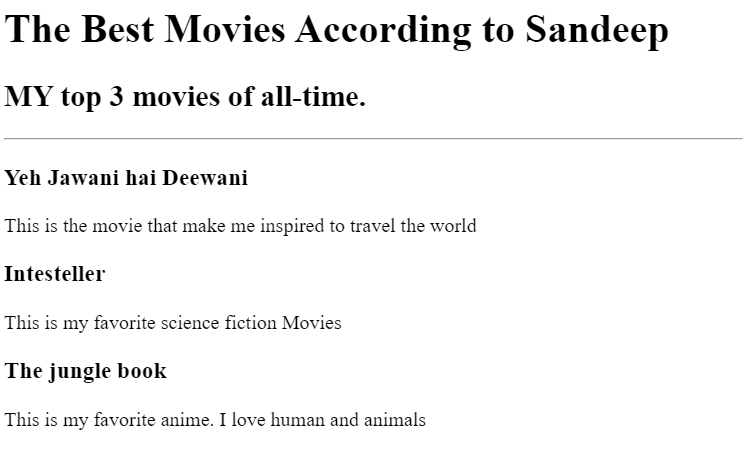 The Best Movies According to Sandeep
MY top 3 movies of all-time.
Yeh Jawani hai Deewani
This is the movie that make me inspired to travel the world
Intesteller
This is my favorite science fiction Movies
The jungle book
This is my favorite anime. I love human and animals